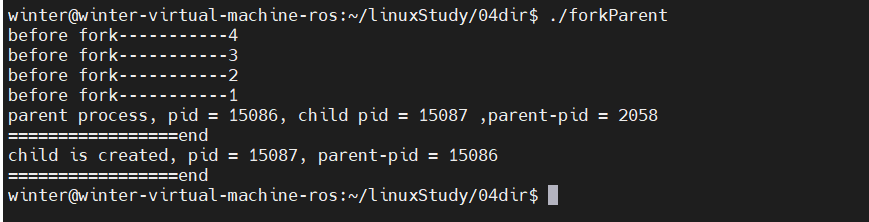 winter@winter-virtual-machine-ros:~/linuxStudy/04dir$ ./forkParent
before fork-----------4
before fork-----------3
before fork-----------2
before fork-----------1
parent process, pid = 15086, child pid = 15087 ,parent-pid = 2058
=================end
child is created, pid = 15087, parent-pid = 15086
=================end
winter@winter-virtual-machine-ros:~/linuxStudy/04dir$